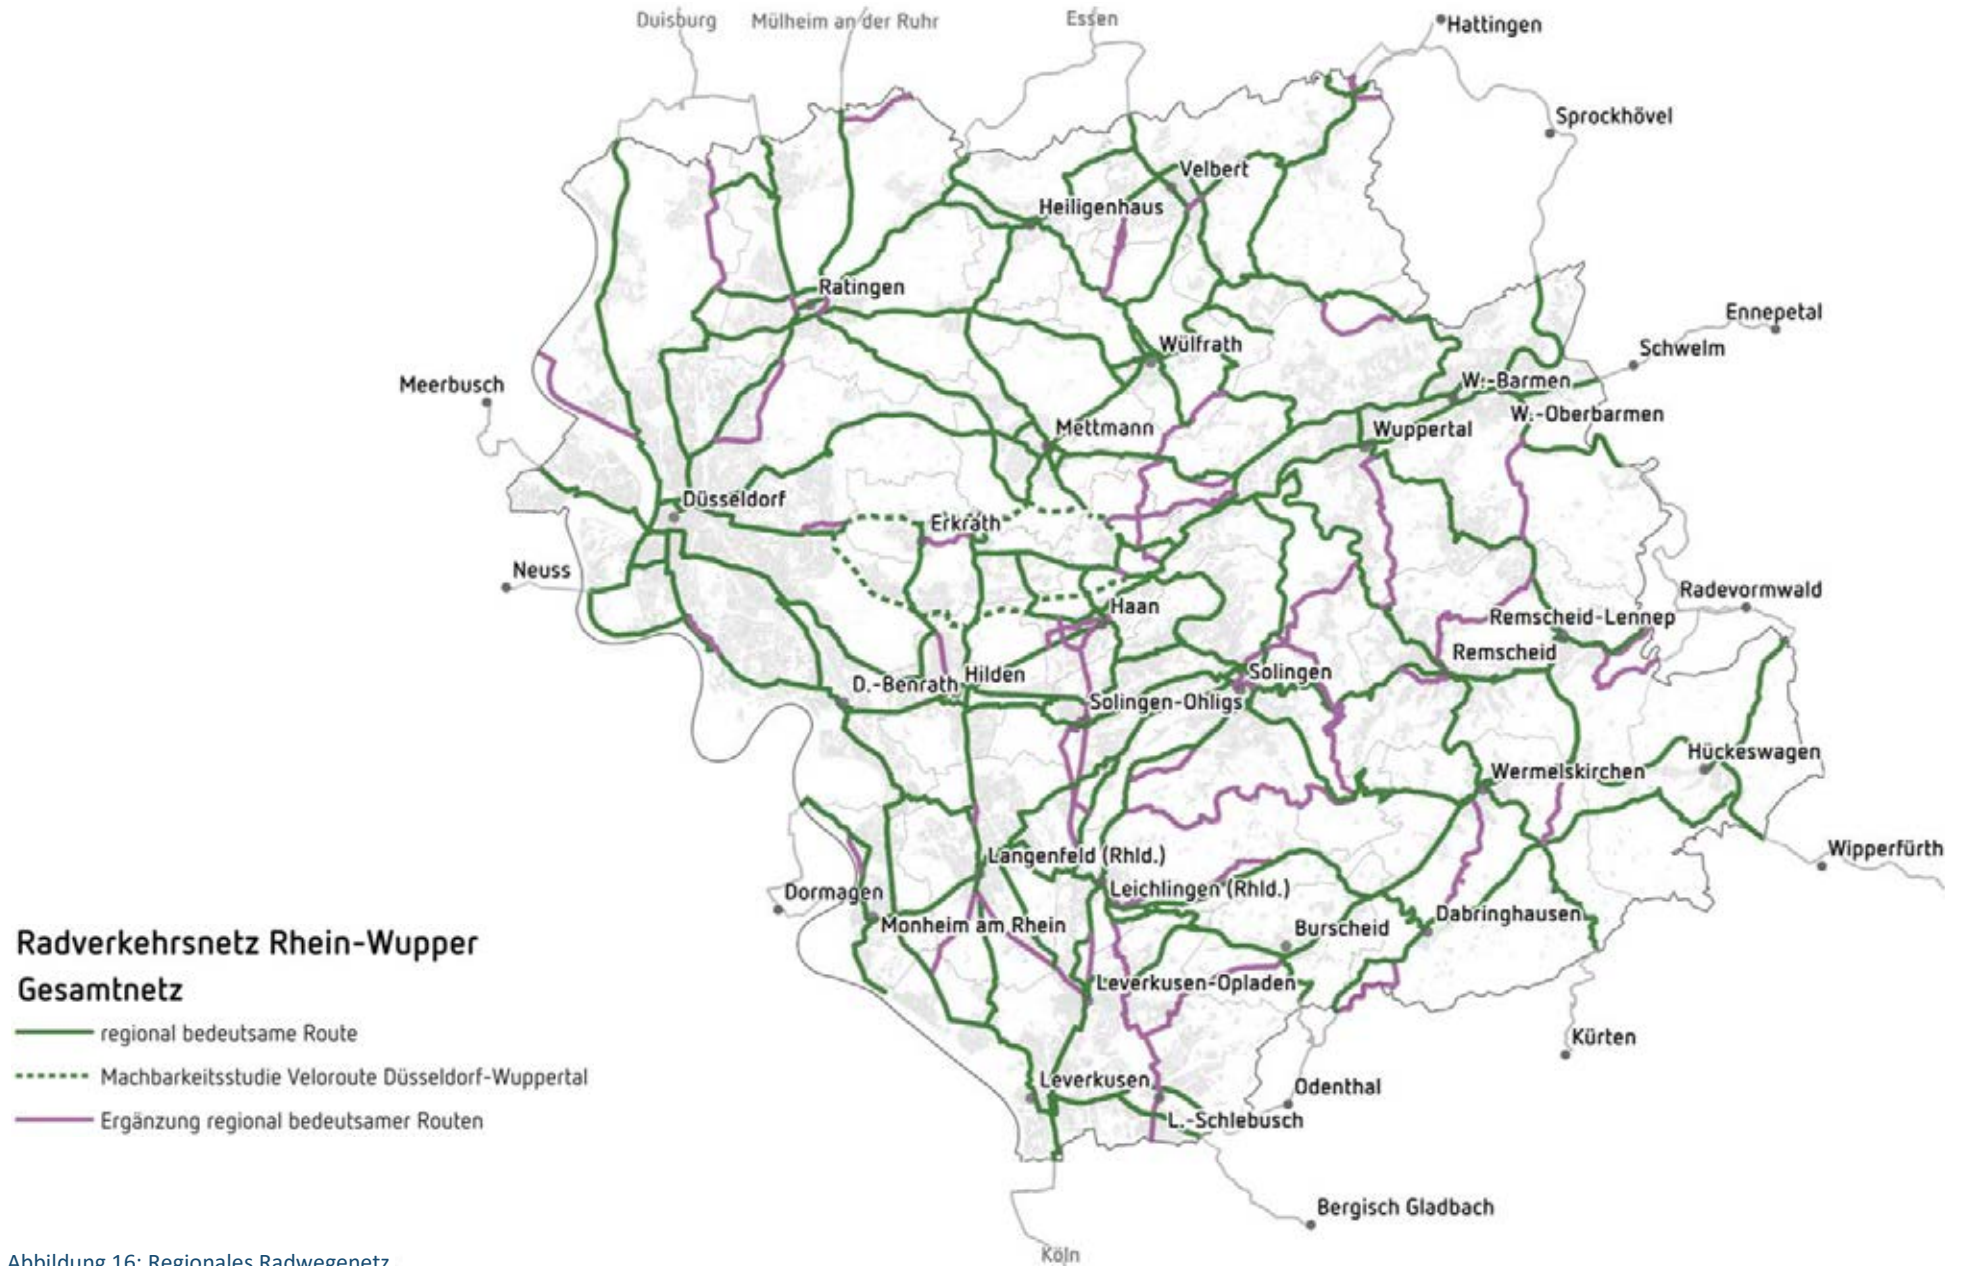 Duisburg
Mülheim an der Ruhr
Essen
Hattingen
Sprockhövel
Velbert
Heiligenhaus
Ratingen
Ennepetal
Wülfrath
Schwelm
Meerbusch
W.-Barmen
W.-Oberbarmen
Mettmann
Wuppertal
Düsseldorf
Erkrath
Neuss
Radevormwald
Haan
Remscheid-Lennep
Remscheid
Hilden
Solingen
D.-Benrath
Solingen-Ohligs
Hückeswagen
Wermelskirchen
Wipperfürth
Langenfeld (Rhld.)
Leichlingen (Rhld.)
Dormagen
Dabringhausen
Monheim am Rhein
Burscheid
Leverkusen-Opladen
Kürten
Leverkusen
Odenthal
L.-Schlebusch
Bergisch Gladbach
Köln
Radverkehrsnetz Rhein-Wupper
Gesamtnetz
regional bedeutsame Route
Machbarkeitsstudie Veloroute Düsseldorf-Wuppertal
Ergänzung regional bedeutsamer Routen
Abbildung 16: Regionales Radwegenetz